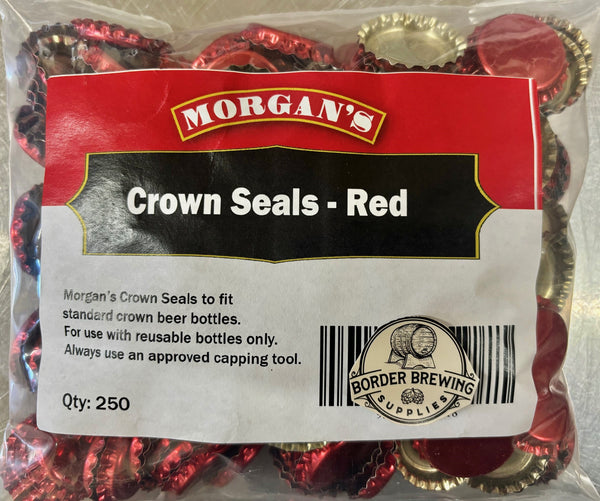 MORGAN'S
Crown Seals - Red
Morgan's Crown Seals to fit
standard crown beer bottles.
For use with reusable bottles only.
Always use an approved capping tool.
Qty: 250
BORDER BREWING
SUPPLIES